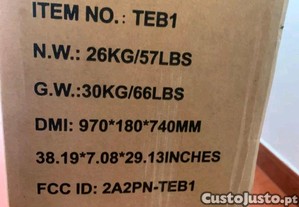 ITEM NO.: TEB1
N.W.: 26KG/57LBS
G.W.:30KG/66LBS
DMI: 970*180*740MM
38.19*7.08*29.13INCHES
FCC ID: 2A2PN-TEB1
CustoJusto.pt